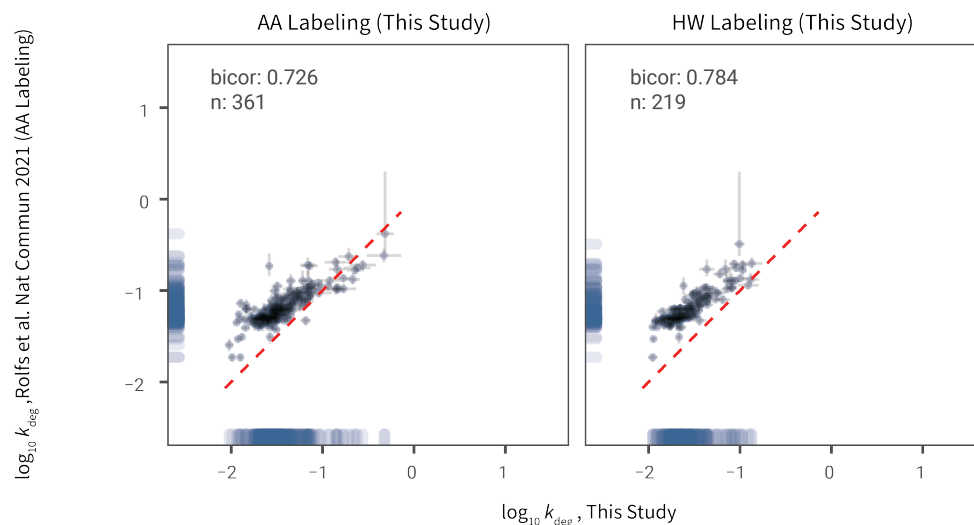 AA Labeling (This Study)
HW Labeling (This Study)
log10 kdeg, Rolfs et al. Nat Commun 2021 (AA Labeling)
bicor: 0.726
n: 361
bicor: 0.784
n: 219
1
0
−1
−2
−2 −1 0 1
−2 −1 0 1
log10 kdeg, This Study